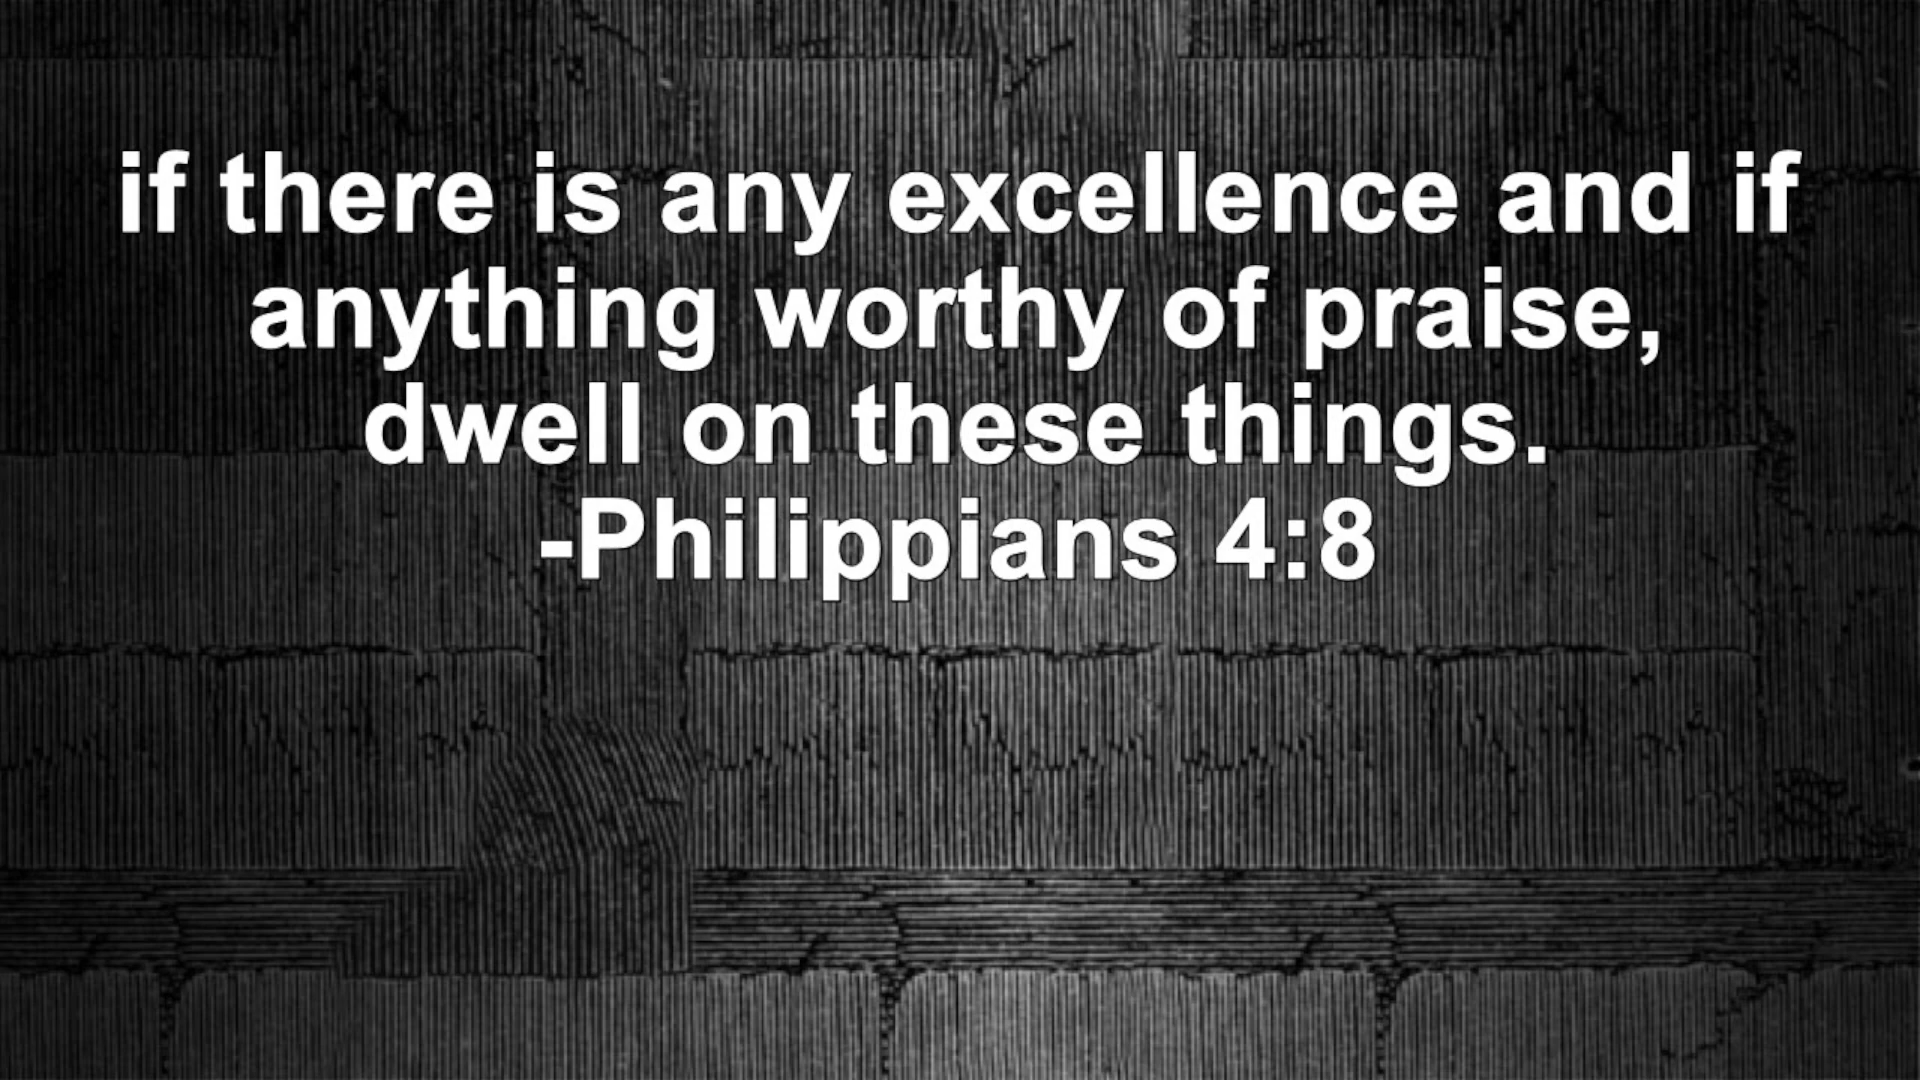 if there is any excellence and if
anything worthy of praise,
dwell on these things.
-Philippians 4:8